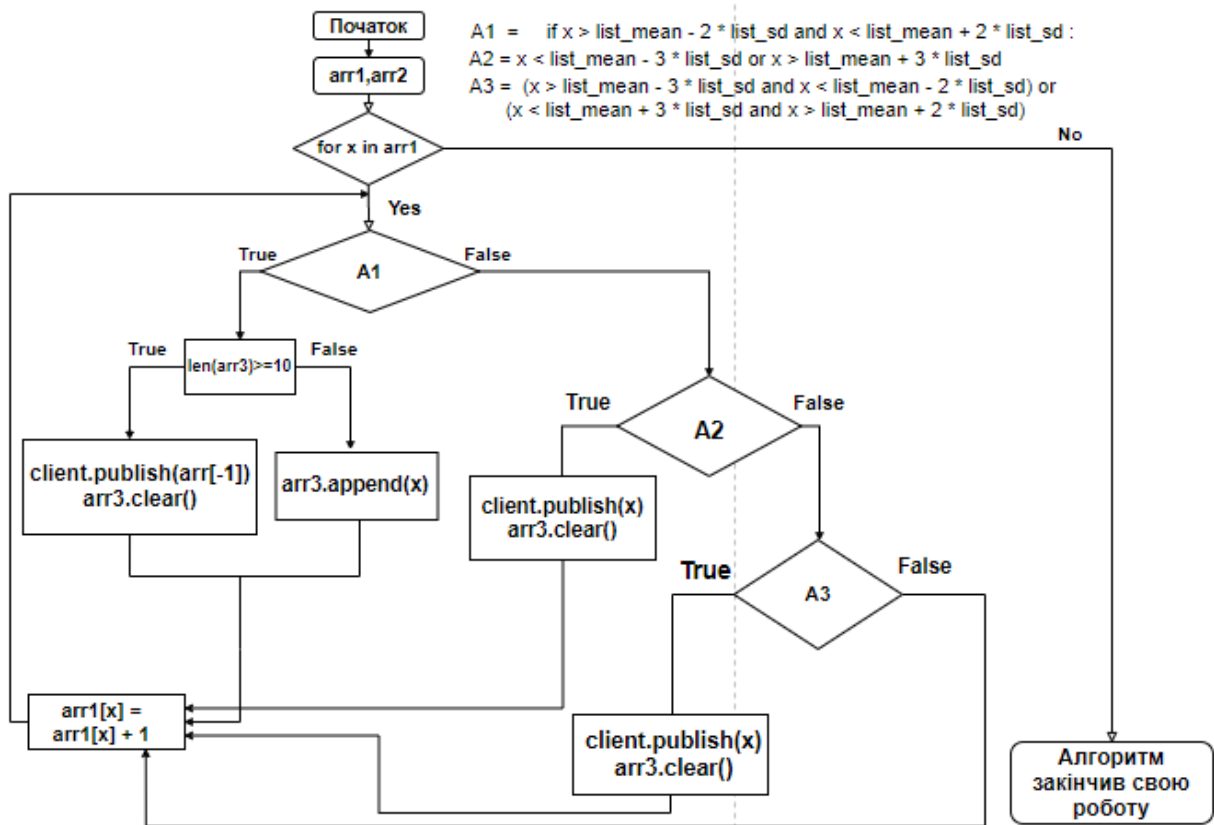 Початок
A1 = if x > list_mean - 2 * list_sd and x < list_mean + 2 * list_sd :
A2 = x < list_mean - 3 * list_sd or x > list_mean + 3 * list_sd
A3 = (x > list_mean - 3 * list_sd and x < list_mean - 2 * list_sd) or
(x < list_mean + 3 * list_sd and x > list_mean + 2 * list_sd)
arr1,arr2
for x in arr1
No
Yes
True
A1
False
True
len(arr3)>=10
False
client.publish(arr[-1])
arr3.clear()
arr3.append(x)
True
A2
False
client.publish(x)
arr3.clear()
True
A3
False
arr1[x] =
arr1[x] + 1
client.publish(x)
arr3.clear()
Алгоритм
закінчив свою
роботу